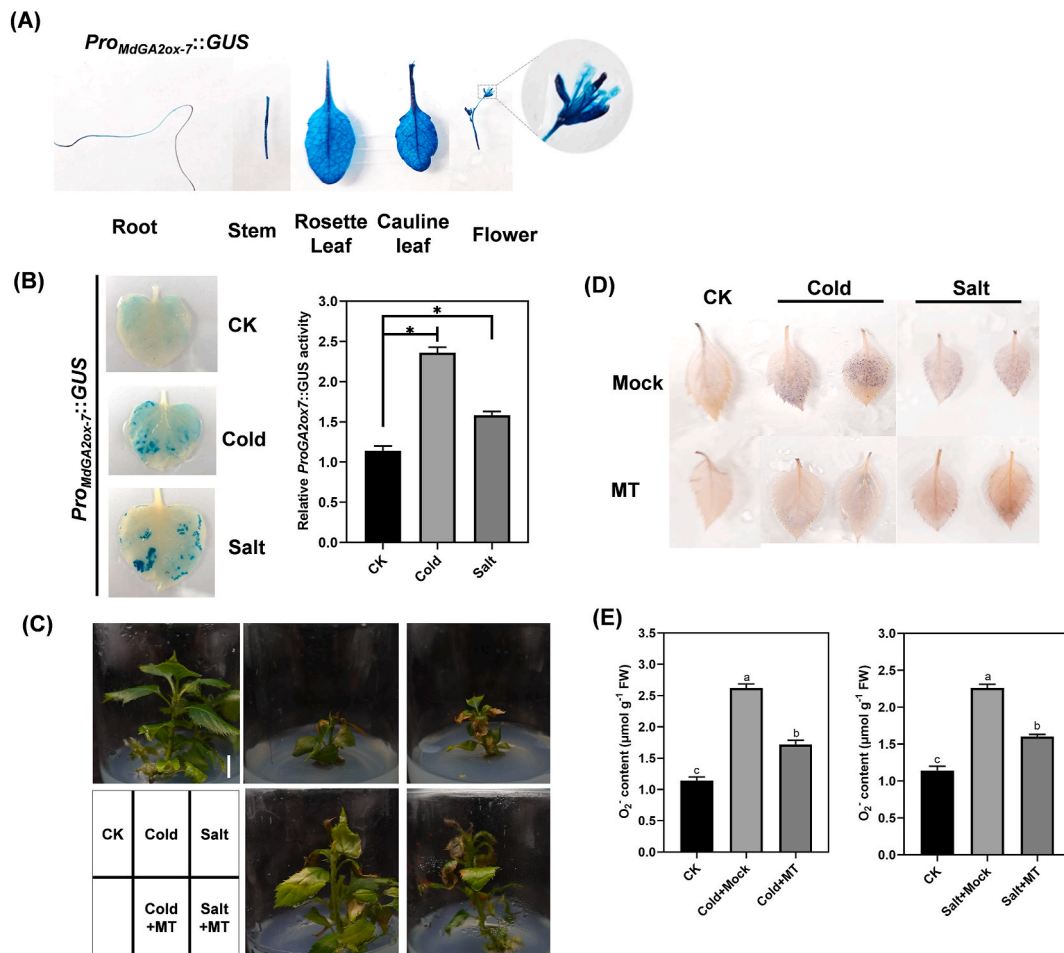 (A)
ProMdGA2ox-7::GUS
Root
Stem
Rosette
Leaf
Cauline
leaf
Flower
(B)
ProMdGA2ox-7::GUS
CK
Cold
Salt
Relative ProGA2ox7::GUS activity
3.0
2.5
2.0
1.5
1.0
0.5
0.0
*
*
CK
Cold
Salt
(C)
CK
Cold
Salt
Cold
+MT
Salt
+MT
(D)
CK
Cold
Salt
Mock
MT
(E)
O2- content (μmol g-1 FW)
3.5
3.0
2.5
2.0
1.5
1.0
0.5
0.0
c
a
b
CK
Cold+Mock
Cold+MT
O2- content (μmol g-1 FW)
3.0
2.5
2.0
1.5
1.0
0.5
0.0
c
a
b
CK
Salt+Mock
Salt+MT